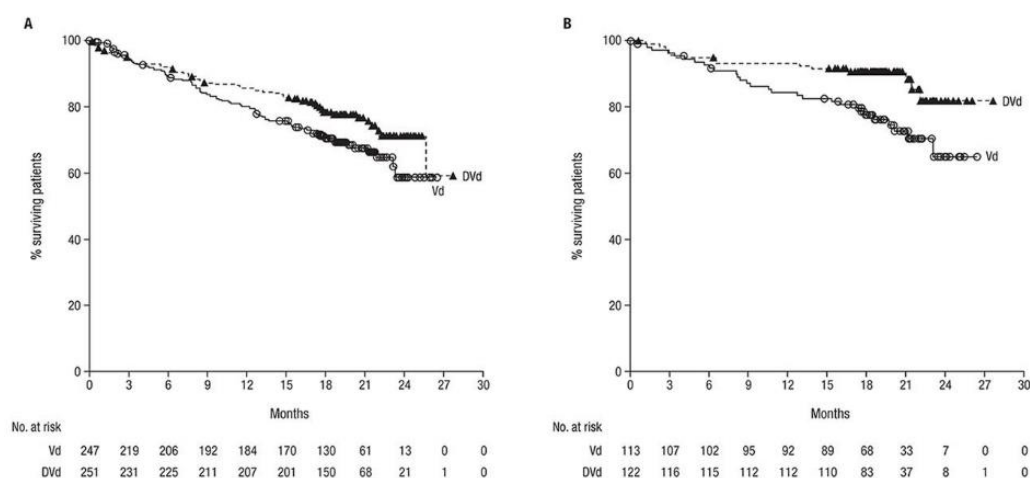 A
100
80
60
40
20
0
% surviving patients
DVd
Vd
0 3 6 9 12 15 18 21 24 27 30
Months
No. at risk
Vd 247 219 206 192 184 170 130 61 13 0 0
DVd 251 231 225 211 207 201 150 68 21 1 0
B
100
80
60
40
20
0
% surviving patients
DVd
Vd
0 3 6 9 12 15 18 21 24 27 30
Months
No. at risk
Vd 113 107 102 95 92 89 68 33 7 0 0
DVd 122 116 115 112 112 110 83 37 8 1 0